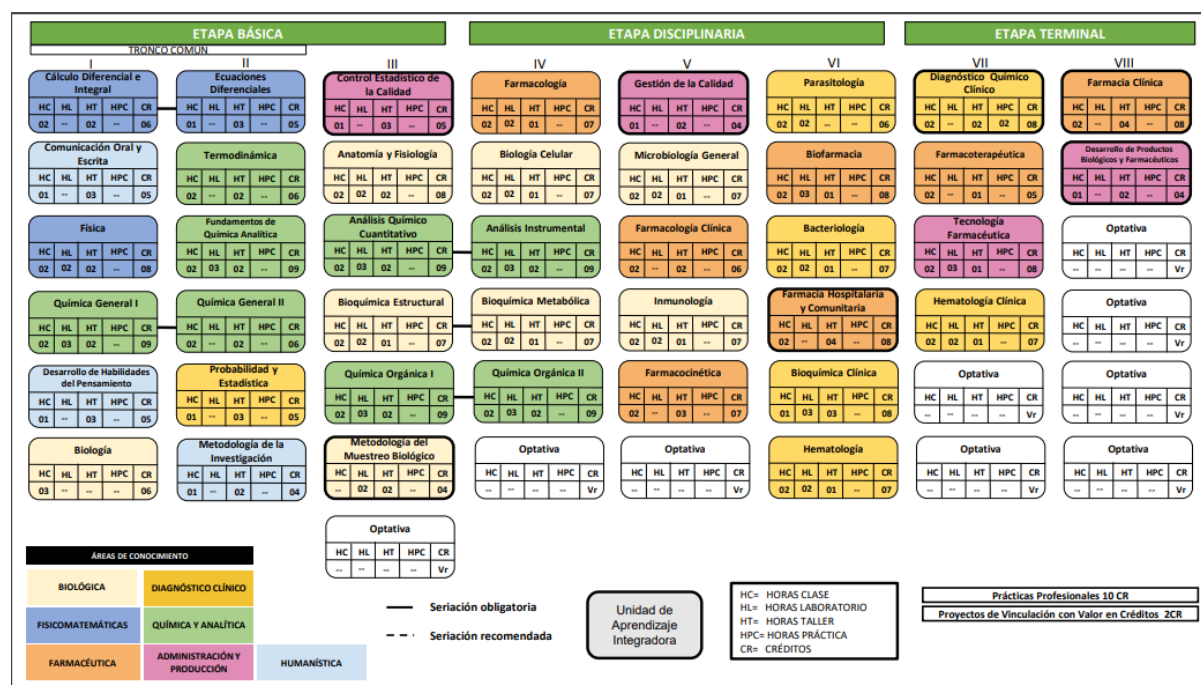 ETAPA BÁSICA
ETAPA DISCIPLINARIA
ETAPA TERMINAL
TRONCO COMÚN
I
II
III
IV
V
VI
VII
VIII
Cálculo Diferencial e
Integral
HC HL HT HPC CR
02 -- 02 -- 06
Ecuaciones
Diferenciales
HC HL HT HPC CR
01 -- 03 -- 05
Control Estadístico de
la Calidad
HC HL HT HPC CR
01 -- 03 -- 05
Farmacología
HC HL HT HPC CR
02 02 01 -- 07
Gestión de la Calidad
HC HL HT HPC CR
01 -- 02 -- 04
Parasitología
HC HL HT HPC CR
02 02 -- -- 06
Diagnóstico Químico
Clínico
HC HL HT HPC CR
02 -- 02 02 08
Farmacia Clínica
HC HL HT HPC CR
02 -- 04 -- 08
Comunicación Oral y
Escrita
HC HL HT HPC CR
01 -- 03 -- 05
Termodinámica
HC HL HT HPC CR
02 -- 02 -- 06
Anatomía y Fisiología
HC HL HT HPC CR
02 02 02 -- 08
Biología Celular
HC HL HT HPC CR
02 02 01 -- 07
Microbiología General
HC HL HT HPC CR
02 02 01 -- 07
Biofarmacia
HC HL HT HPC CR
02 03 01 -- 08
Farmacoterapéutica
HC HL HT HPC CR
02 -- 01 -- 05
Desarrollo de Productos
Biológicos y Farmacéuticos
HC HL HT HPC CR
01 -- 02 -- 04
Física
HC HL HT HPC CR
02 02 02 -- 08
Fundamentos de
Química Analítica
HC HL HT HPC CR
02 03 02 -- 09
Análisis Químico
Cuantitativo
HC HL HT HPC CR
02 03 02 -- 09
Análisis Instrumental
HC HL HT HPC CR
02 03 02 -- 09
Farmacología Clínica
HC HL HT HPC CR
02 -- 02 -- 06
Bacteriología
HC HL HT HPC CR
02 02 01 -- 07
Tecnología
Farmacéutica
HC HL HT HPC CR
02 03 01 -- 08
Optativa
HC HL HT HPC CR
-- -- -- -- Vr
Química General I
HC HL HT HPC CR
02 03 02 -- 09
Química General II
HC HL HT HPC CR
02 -- 02 -- 06
Bioquímica Estructural
HC HL HT HPC CR
02 02 01 -- 07
Bioquímica Metabólica
HC HL HT HPC CR
02 02 01 -- 07
Inmunología
HC HL HT HPC CR
02 02 01 -- 07
Farmacia Hospitalaria
y Comunitaria
HC HL HT HPC CR
02 -- 04 -- 08
Hematología Clínica
HC HL HT HPC CR
02 02 01 -- 07
Optativa
HC HL HT HPC CR
-- -- -- -- Vr
Desarrollo de Habilidades
del Pensamiento
HC HL HT HPC CR
01 -- 03 -- 05
Probabilidad y
Estadística
HC HL HT HPC CR
01 -- 03 -- 05
Química Orgánica I
HC HL HT HPC CR
02 03 02 -- 09
Química Orgánica II
HC HL HT HPC CR
02 03 02 -- 09
Farmacocinética
HC HL HT HPC CR
02 -- 03 -- 07
Bioquímica Clínica
HC HL HT HPC CR
01 03 03 -- 08
Optativa
HC HL HT HPC CR
-- -- -- -- Vr
Optativa
HC HL HT HPC CR
-- -- -- -- Vr
Biología
HC HL HT HPC CR
03 -- -- -- 06
Metodología de la
Investigación
HC HL HT HPC CR
01 -- 02 -- 04
Metodología del
Muestreo Biológico
HC HL HT HPC CR
-- 02 02 -- 04
Optativa
HC HL HT HPC CR
-- -- -- -- Vr
Optativa
HC HL HT HPC CR
-- -- -- -- Vr
Hematología
HC HL HT HPC CR
02 02 01 -- 07
Optativa
HC HL HT HPC CR
-- -- -- -- Vr
Optativa
HC HL HT HPC CR
-- -- -- -- Vr
Optativa
HC HL HT HPC CR
-- -- -- -- Vr
ÁREAS DE CONOCIMIENTO
BIOLÓGICA
DIAGNÓSTICO CLÍNICO
FISICOMATEMÁTICAS
QUÍMICA Y ANALÍTICA
FARMACÉUTICA
ADMINISTRACIÓN Y
PRODUCCIÓN
HUMANÍSTICA
Seriación obligatoria
Seriación recomendada
Unidad de
Aprendizaje
Integradora
HC= HORAS CLASE
HL= HORAS LABORATORIO
HT= HORAS TALLER
HPC= HORAS PRÁCTICA
CR= CRÉDITOS
Prácticas Profesionales 10 CR
Proyectos de Vinculación con Valor en Créditos 2CR